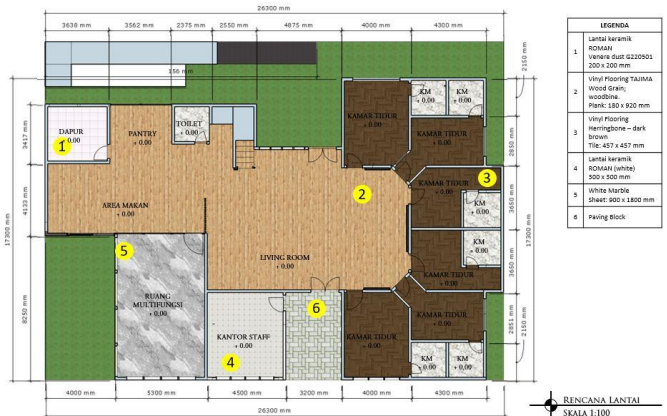 26300 mm
3638 mm
3562 mm
2375 mm
2550 mm
4875 mm
4000 mm
4300 mm
156 mm
2150 mm
17300 mm
3417 mm
4133 mm
8250 mm
2850 mm
3650 mm
3650 mm
2851 mm
2150 mm
17300 mm
DAPUR
+ 0.00
1
PANTRY
+ 0.00
TOILET
+ 0.00
KAMAR TIDUR
+ 0.00
KM
+ 0.00
KM
+ 0.00
KAMAR TIDUR
+ 0.00
2
KAMAR TIDUR
+ 0.00
3
KM
+ 0.00
AREA MAKAN
+ 0.00
5
KM
+ 0.00
LIVING ROOM
+ 0.00
KAMAR TIDUR
+ 0.00
RUANG
MULTIFUNGSI
+ 0.00
6
KANTOR STAFF
+ 0.00
4
KAMAR TIDUR
+ 0.00
KAMAR TIDUR
+ 0.00
KM
+ 0.00
KM
+ 0.00
4000 mm
5300 mm
4500 mm
3200 mm
4000 mm
4300 mm
26300 mm
LEGENDA
1
Lantai keramik
ROMAN
Venere dust G220501
200 x 200 mm
2
Vinyl Flooring TAJIMA
Wood Grain;
woodbine.
Plank: 180 x 920 mm
3
Vinyl Flooring
Herringbone – dark
brown
Tile: 457 x 457 mm
4
Lantai keramik
ROMAN (white)
500 x 500 mm
5
White Marble
Sheet: 900 x 1800 mm
6
Paving Block
RENCANA LANTAI
SKALA 1:100